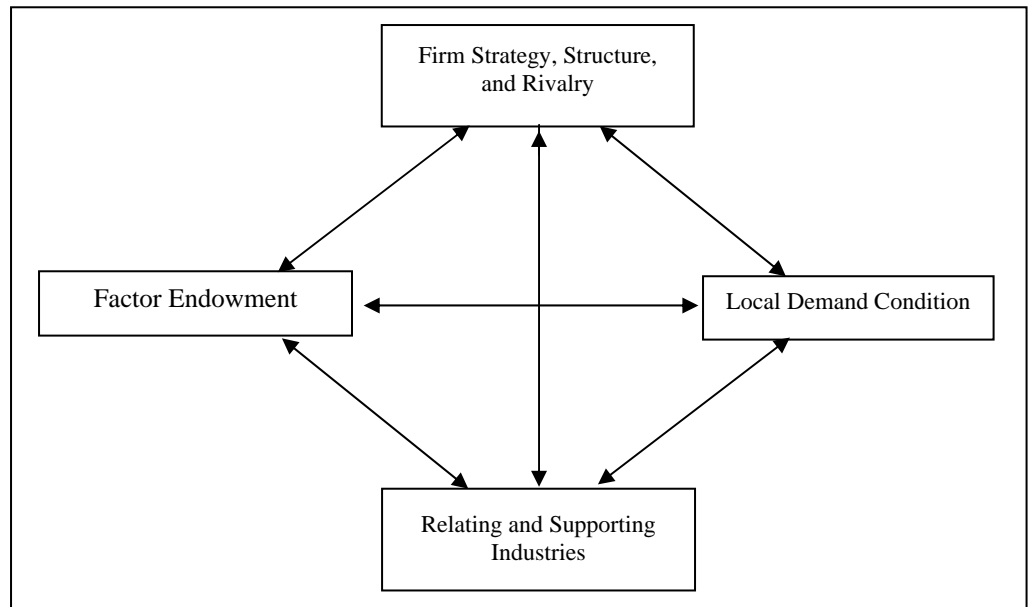 Firm Strategy, Structure,
and Rivalry
Factor Endowment
Local Demand Condition
Relating and Supporting
Industries